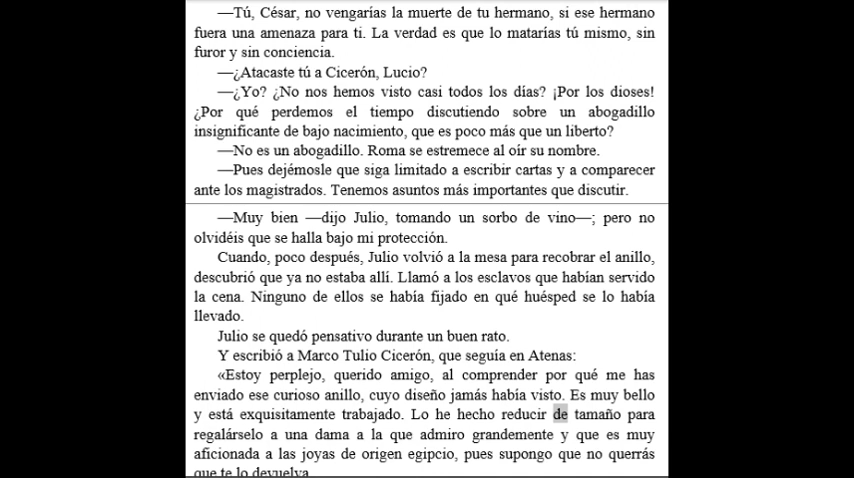 —Tú, César, no vengarías la muerte de tu hermano, si ese hermano
fuera una amenaza para ti. La verdad es que lo matarías tú mismo, sin
furor y sin conciencia.
—¿Atacaste tú a Cicerón, Lucio?
—¿Yo? ¿No nos hemos visto casi todos los días? ¡Por los dioses!
¿Por qué perdemos el tiempo discutiendo sobre un abogadillo
insignificante de bajo nacimiento, que es poco más que un liberto?
—No es un abogadillo. Roma se estremece al oír su nombre.
—Pues dejémosle que siga limitado a escribir cartas y a comparecer
ante los magistrados. Tenemos asuntos más importantes que discutir.
—Muy bien —dijo Julio, tomando un sorbo de vino—; pero no
olvidéis que se halla bajo mi protección.
Cuando, poco después, Julio volvió a la mesa para recobrar el anillo,
descubrió que ya no estaba allí. Llamó a los esclavos que habían servido
la cena. Ninguno de ellos se había fijado en qué huésped se lo había
llevado.
Julio se quedó pensativo durante un buen rato.
Y escribió a Marco Tulio Cicerón, que seguía en Atenas:
«Estoy perplejo, querido amigo, al comprender por qué me has
enviado ese curioso anillo, cuyo diseño jamás había visto. Es muy bello
y está exquisitamente trabajado. Lo he hecho reducir de tamaño para
regalárselo a una dama a la que admiro grandemente y que es muy
aficionada a las joyas de origen egipcio, pues supongo que no querrás
que te lo devuelva